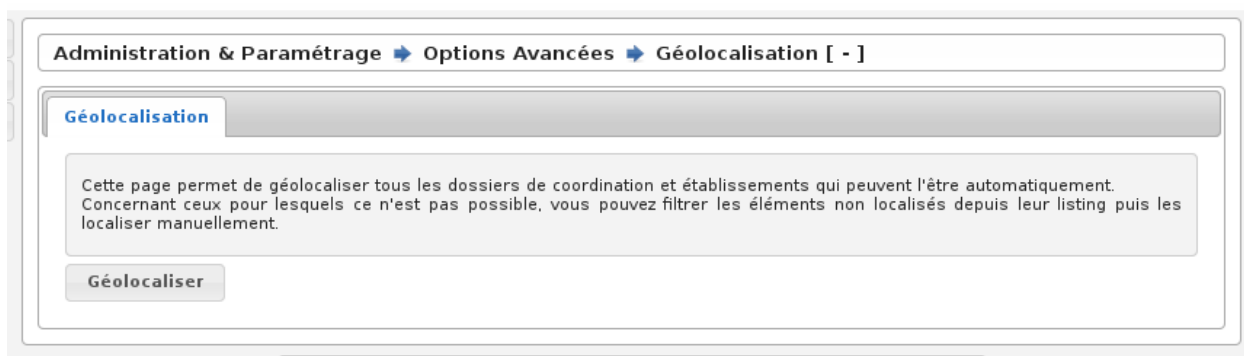 Administration & Paramétrage Options Avancées Géolocalisation [ - ]
Géolocalisation
Cette page permet de géolocaliser tous les dossiers de coordination et établissements qui peuvent l'être automatiquement.
Concernant ceux pour lesquels ce n'est pas possible, vous pouvez filtrer les éléments non localisés depuis leur listing puis les
localiser manuellement.
Géolocaliser